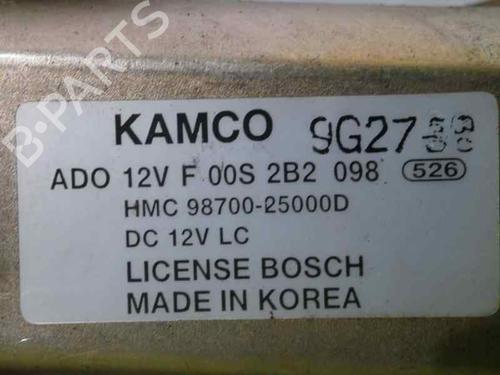 B-PARTS
KAMCO 9G27
ADO 12V F 00S 2B2 098 526
HMC 98700-25000D
DC 12V LC
LICENSE BOSCH
MADE IN KOREA